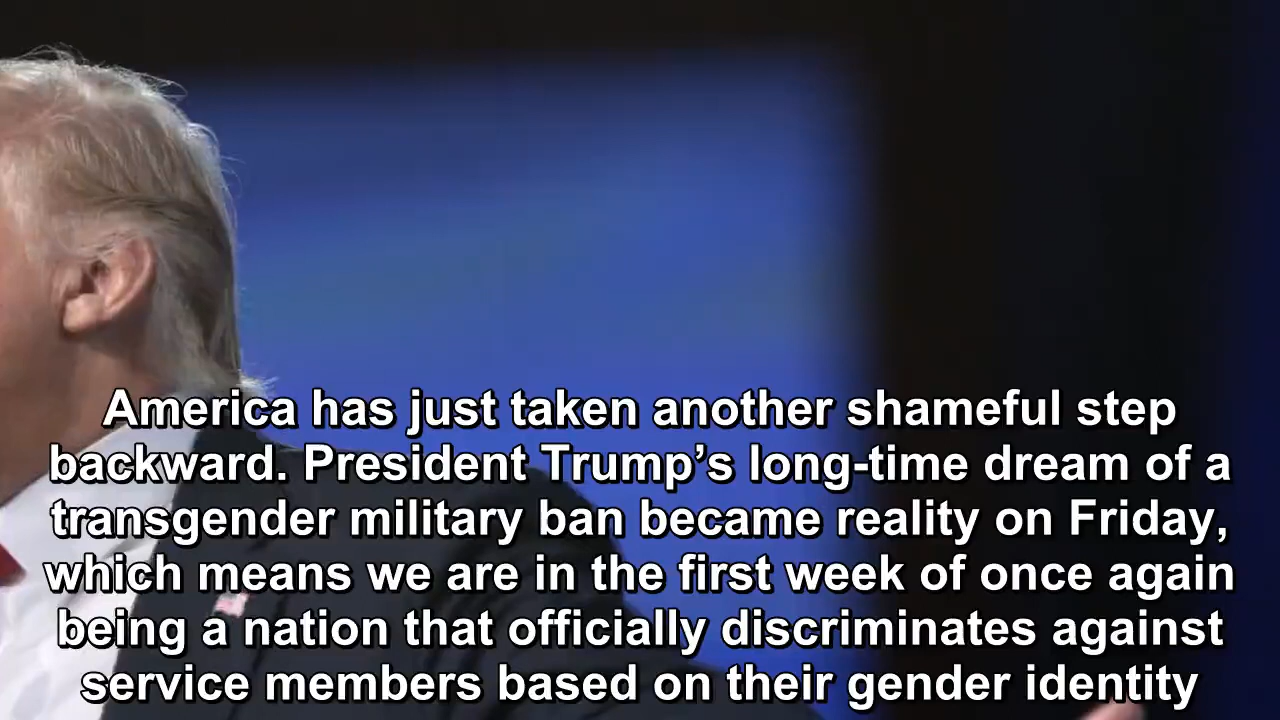 America has just taken another shameful step
backward. President Trump’s long-time dream of a
transgender military ban became reality on Friday,
which means we are in the first week of once again
being a nation that officially discriminates against
service members based on their gender identity